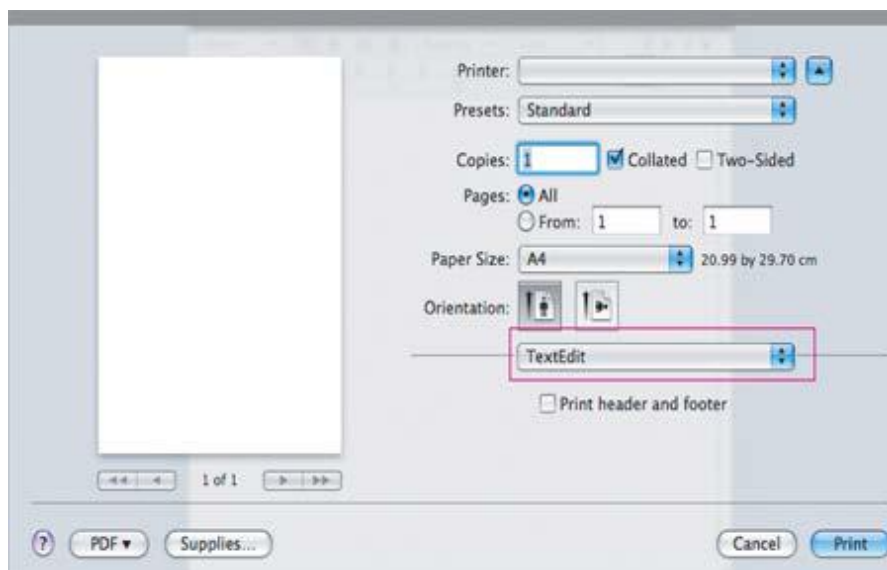 Printer:
Presets: Standard
Copies: 1 Collated Two-Sided
Pages: All
From: 1 to: 1
Paper Size: A4 20.99 by 29.70 cm
Orientation:
TextEdit
Print header and footer
1 of 1
? PDF Supplies... Cancel Print